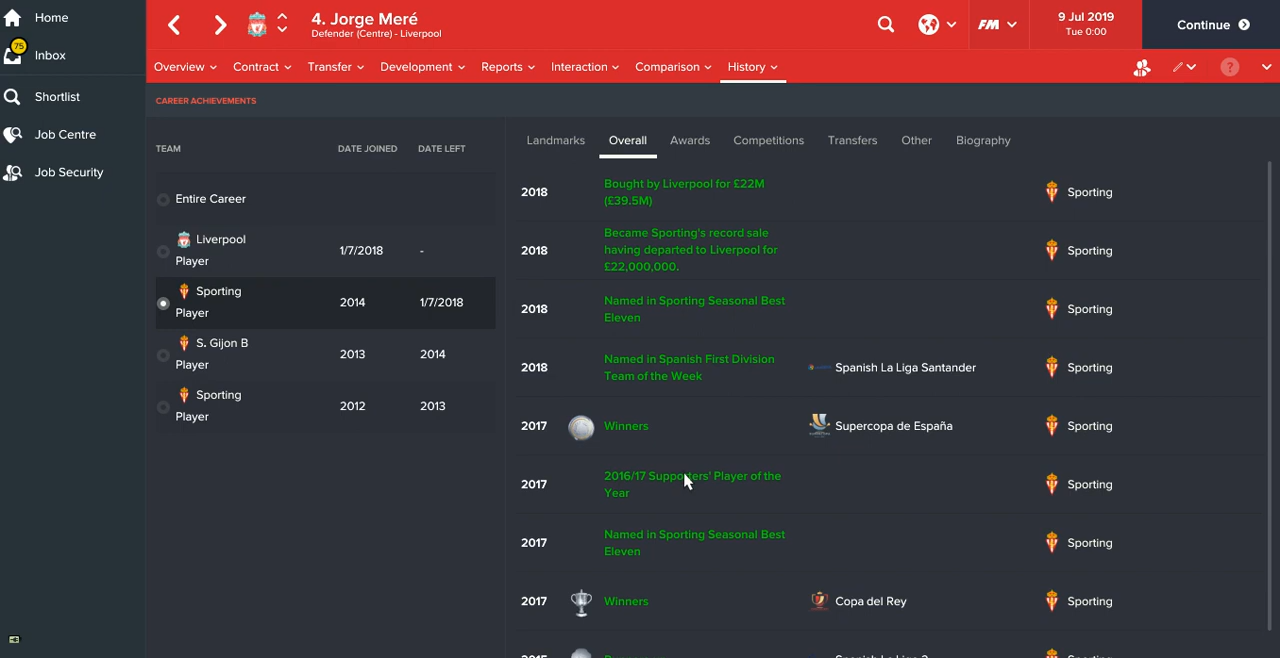 Home
75
Inbox
Shortlist
Job Centre
Job Security
4. Jorge Meré
Defender (Centre) - Liverpool
FM
9 Jul 2019
Tue 0:00
Continue
Overview
Contract
Transfer
Development
Reports
Interaction
Comparison
History
?
CAREER ACHIEVEMENTS
TEAM
DATE JOINED
DATE LEFT
Entire Career
Liverpool
Player
1/7/2018
-
Sporting
Player
2014
1/7/2018
S. Gijon B
Player
2013
2014
Sporting
Player
2012
2013
Landmarks
Overall
Awards
Competitions
Transfers
Other
Biography
2018
Bought by Liverpool for £22M
(£39.5M)
Sporting
2018
Became Sporting's record sale
having departed to Liverpool for
£22,000,000.
Sporting
2018
Named in Sporting Seasonal Best
Eleven
Sporting
2018
Named in Spanish First Division
Team of the Week
Spanish La Liga Santander
Sporting
2017
Winners
Supercopa de España
Sporting
2017
2016/17 Supporters' Player of the
Year
Sporting
2017
Named in Sporting Seasonal Best
Eleven
Sporting
2017
Winners
Copa del Rey
Sporting